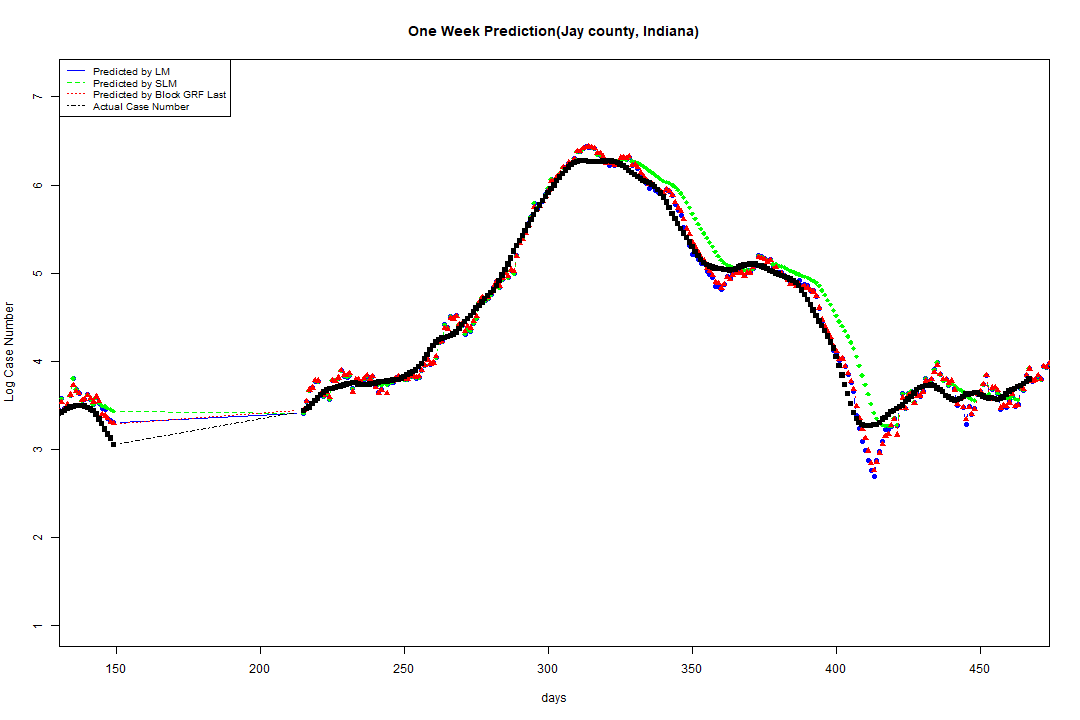 One Week Prediction(Jay county, Indiana)
Predicted by LM
Predicted by SLM
Predicted by Block GRF Last
Actual Case Number
Log Case Number
7
6
5
4
3
2
1
150 200 250 300 350 400 450
days